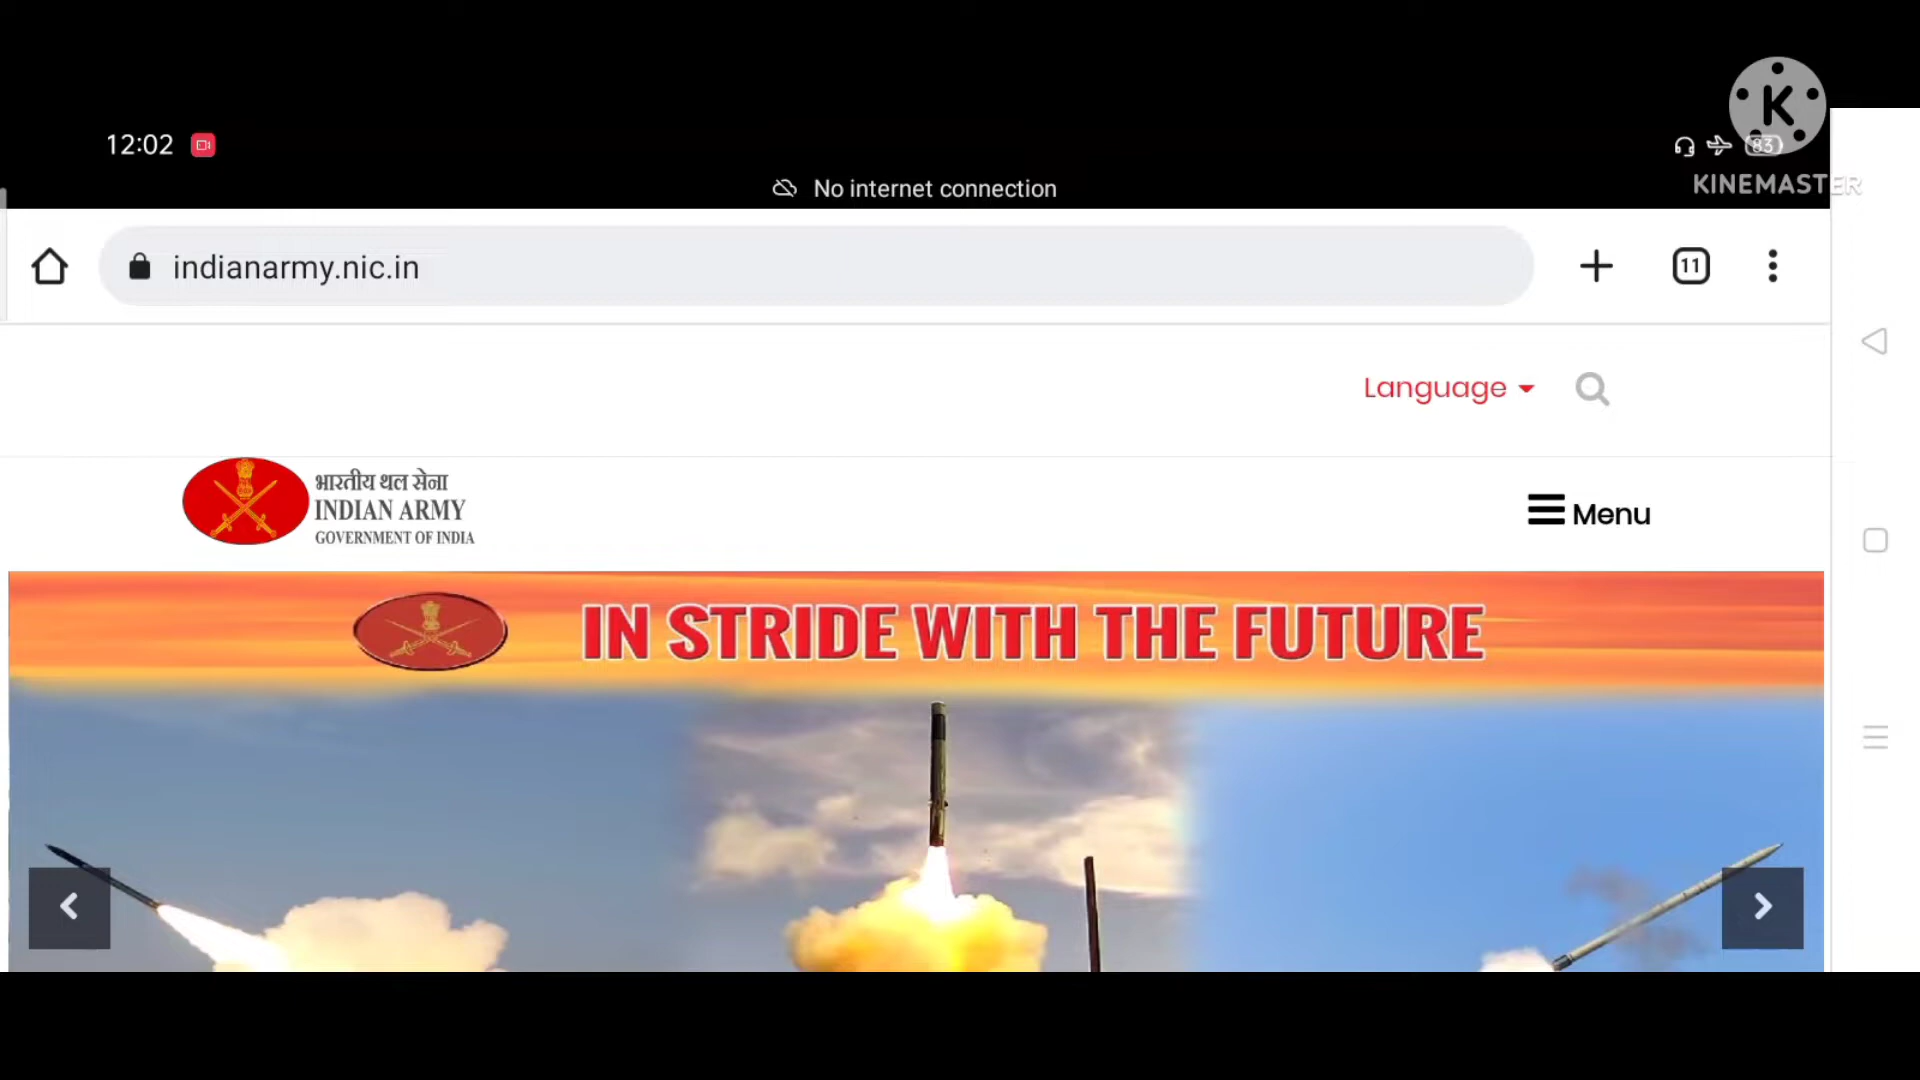 12:02
83
KINEMASTER
No internet connection
indianarmy.nic.in
11
Language
भारतीय थल सेना
INDIAN ARMY
GOVERNMENT OF INDIA
Menu
IN STRIDE WITH THE FUTURE